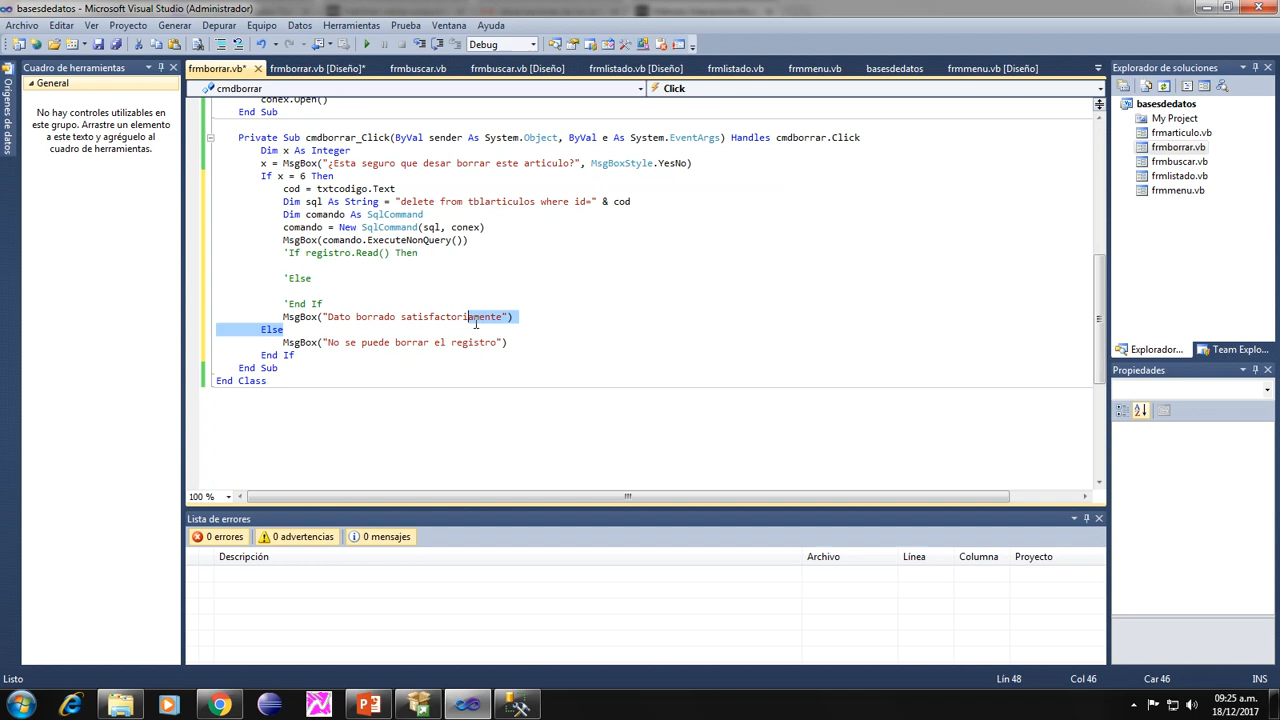 basesdedatos - Microsoft Visual Studio (Administrador)
Archivo Editar Ver Proyecto Generar Depurar Equipo Datos Herramientas Prueba Ventana Ayuda
Debug
Cuadro de herramientas
General
No hay controles utilizables en
este grupo. Arrastre un elemento
a este texto y agréguelo al
cuadro de herramientas.
Orígenes de datos
frmborrar.vb* frmborrar.vb [Diseño]* frmbuscar.vb frmbuscar.vb [Diseño] frmlistado.vb [Diseño] frmlistado.vb frmmenu.vb basesdedatos frmmenu.vb [Diseño]
cmdborrar Click
conex.Open()
End Sub
Private Sub cmdborrar_Click(ByVal sender As System.Object, ByVal e As System.EventArgs) Handles cmdborrar.Click
Dim x As Integer
x = MsgBox("¿Esta seguro que desar borrar este articulo?", MsgBoxStyle.YesNo)
If x = 6 Then
cod = txtcodigo.Text
Dim sql As String = "delete from tblarticulos where id=" & cod
Dim comando As SqlCommand
comando = New SqlCommand(sql, conex)
MsgBox(comando.ExecuteNonQuery())
'If registro.Read() Then
'Else
'End If
MsgBox("Dato borrado satisfactoriamente")
Else
MsgBox("No se puede borrar el registro")
End If
End Sub
End Class
100 %
Lista de errores
0 errores 0 advertencias 0 mensajes
Descripción Archivo Línea Columna Proyecto
Explorador de soluciones
basesdedatos
My Project
frmarticulo.vb
frmborrar.vb
frmbuscar.vb
frmlistado.vb
frmmenu.vb
Explorador... Team Explo...
Propiedades
Listo Lín 48 Col 46 Car 46 INS
09:25 a.m.
18/12/2017